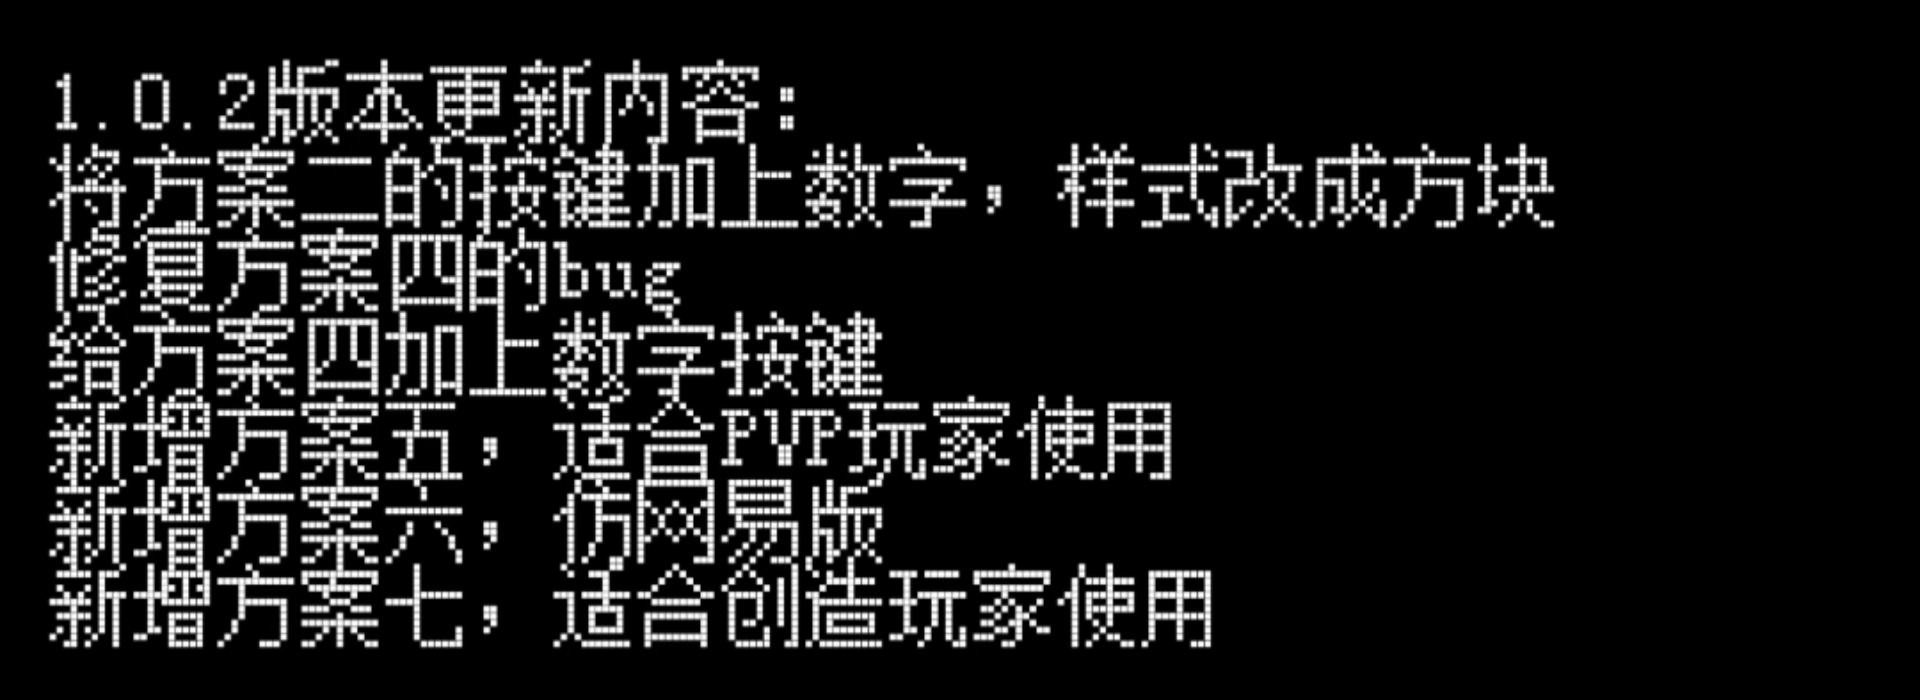 1.0.2版本更新内容:
将方案二的按键加上数字，样式改成方块
修复方案四的bug
给方案四加上数字按键
新增方案五，适合PVP玩家使用
新增方案六，仿网易版
新增方案七，适合创造玩家使用